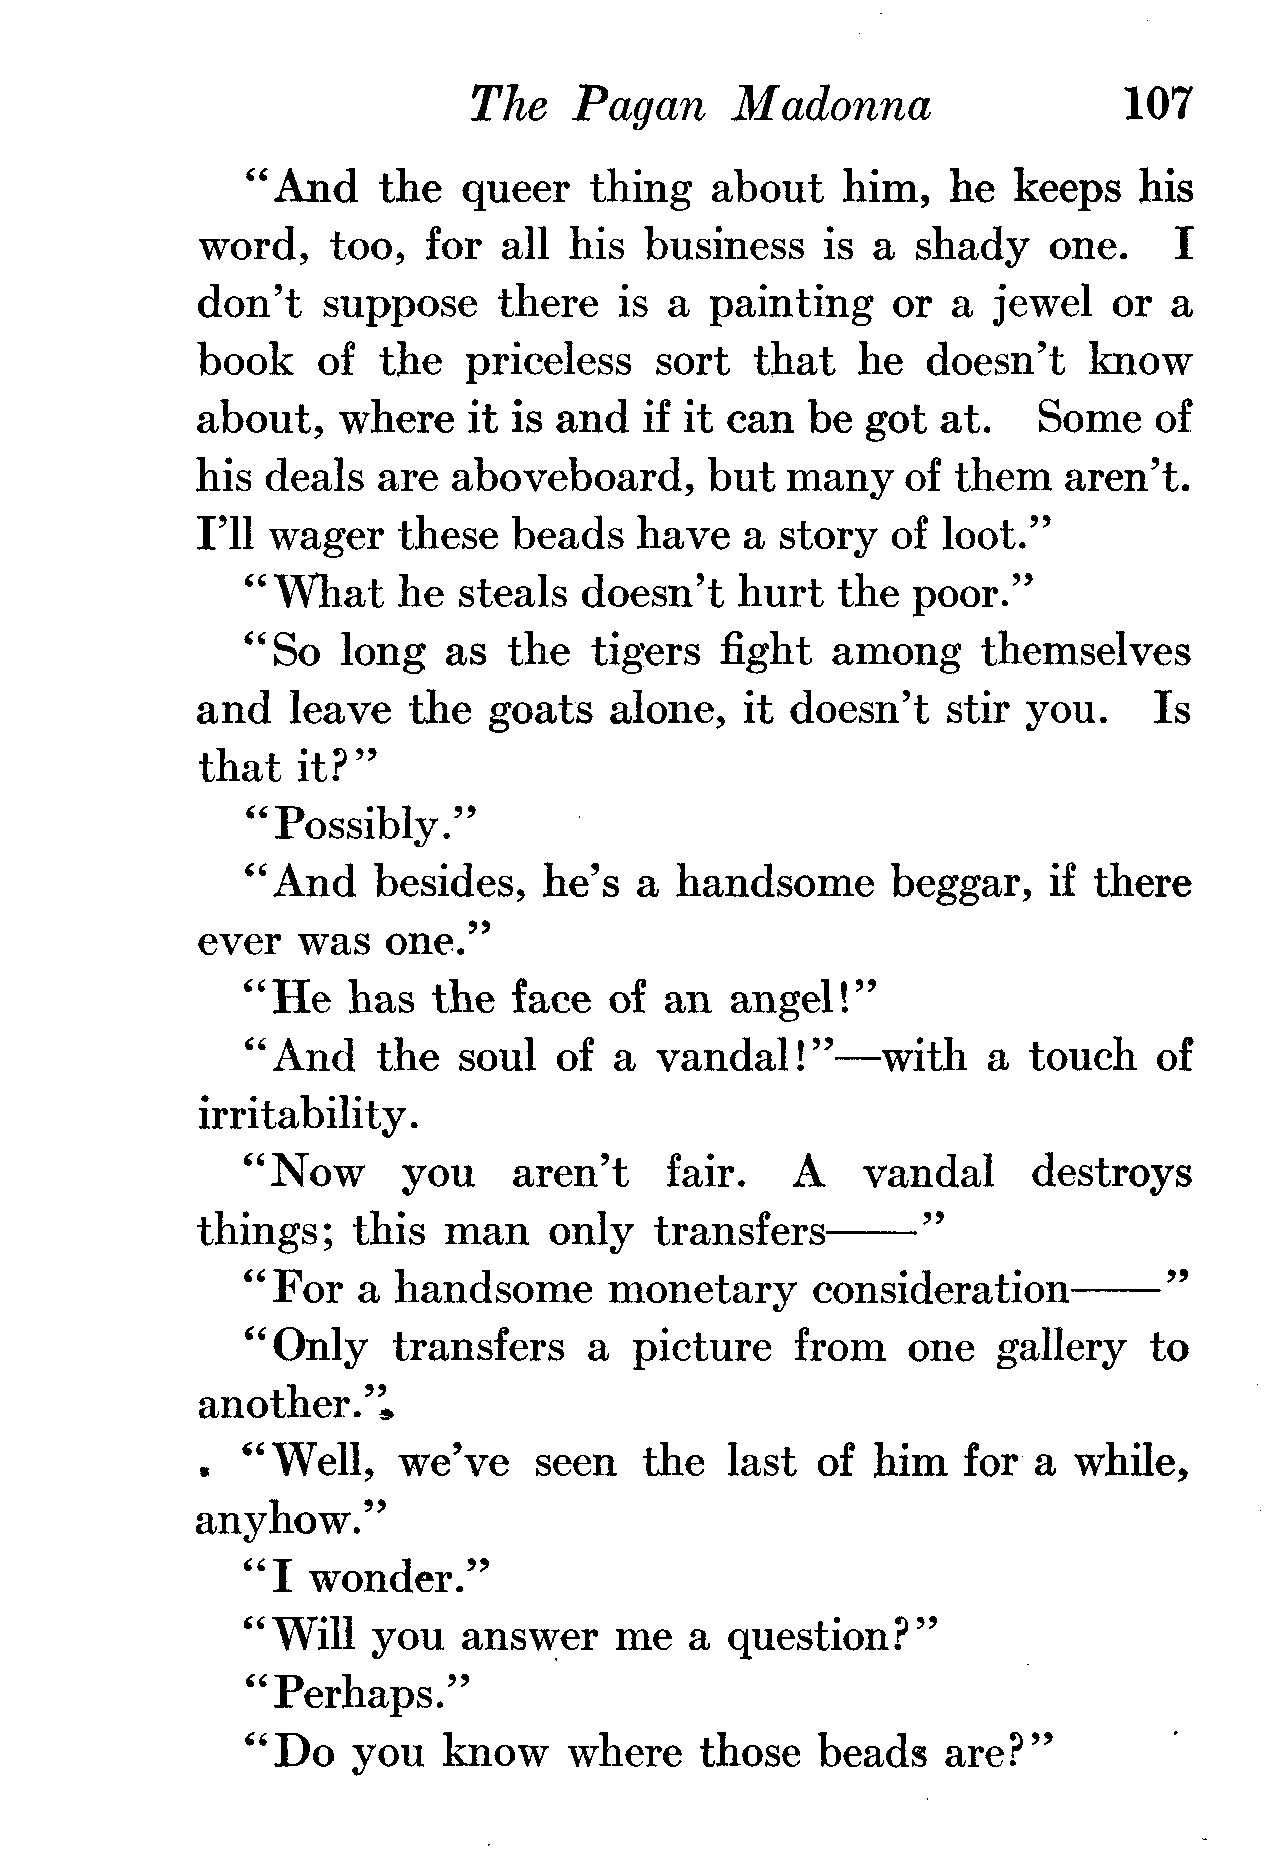 The Pagan Madonna 107
"And the queer thing about him, he keeps his
word, too, for all his business is a shady one. I
don't suppose there is a painting or a jewel or a
book of the priceless sort that he doesn't know
about, where it is and if it can be got at. Some of
his deals are aboveboard, but many of them aren't.
I'll wager these beads have a story of loot."
"What he steals doesn't hurt the poor."
"So long as the tigers fight among themselves
and leave the goats alone, it doesn't stir you. Is
that it?"
"Possibly."
"And besides, he's a handsome beggar, if there
ever was one."
"He has the face of an angel!"
"And the soul of a vandal!"—with a touch of
irritability.
"Now you aren't fair. A vandal destroys
things; this man only transfers——"
"For a handsome monetary consideration——"
"Only transfers a picture from one gallery to
another."
"Well, we've seen the last of him for a while,
anyhow."
"I wonder."
"Will you answer me a question?"
"Perhaps."
"Do you know where those beads are?"